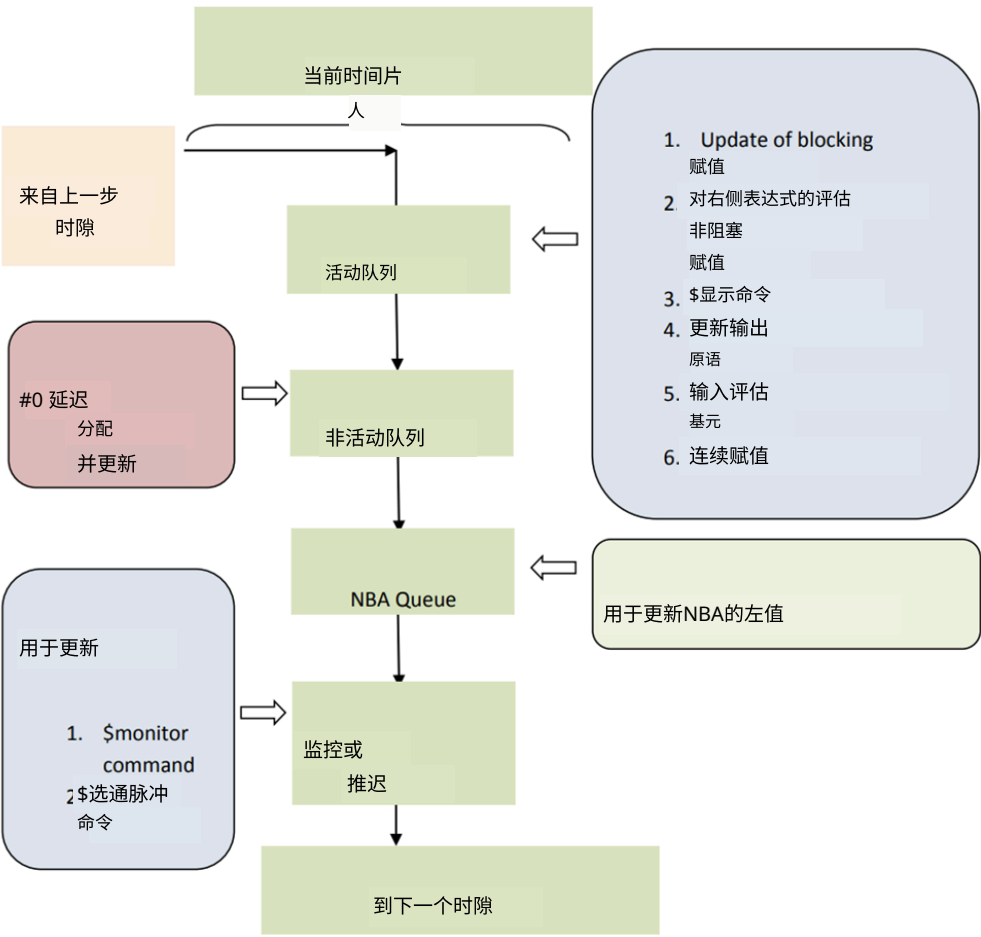 当前时间片
人
来自上一步
时隙
活动队列
1. Update of blocking
赋值
2. 对右侧表达式的评估
非阻塞
赋值
3. $显示命令
4. 更新输出
原语
5. 输入评估
基元
6. 连续赋值
#0 延迟
分配
并更新
非活动队列
NBA Queue
用于更新NBA的左值
用于更新
1. $monitor
command
2 $选通脉冲
命令
监控或
推迟
到下一个时隙